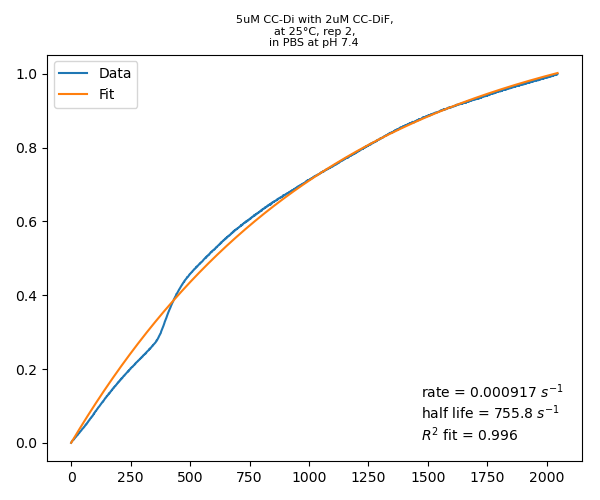 5uM CC-Di with 2uM CC-DiF,
at 25°C, rep 2,
in PBS at pH 7.4
1.0
Data
Fit
0.8
0.6
0.4
0.2
rate = 0.000917 s⁻¹
half life = 755.8 s⁻¹
R² fit = 0.996
0.0
0 250 500 750 1000 1250 1500 1750 2000